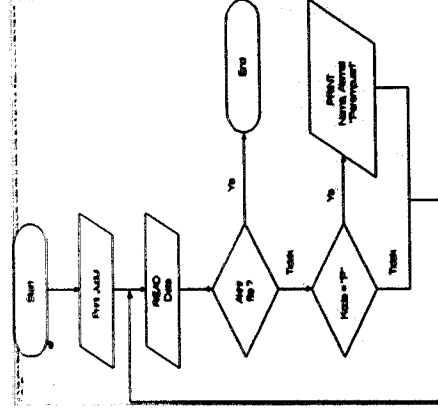 Start
Print Judul
READ
Data
Akhir
file ?
Ya
End
Tidak
Kode = "P"
Ya
PRINT
Nama, Alamat
"Perempuan"
Tidak